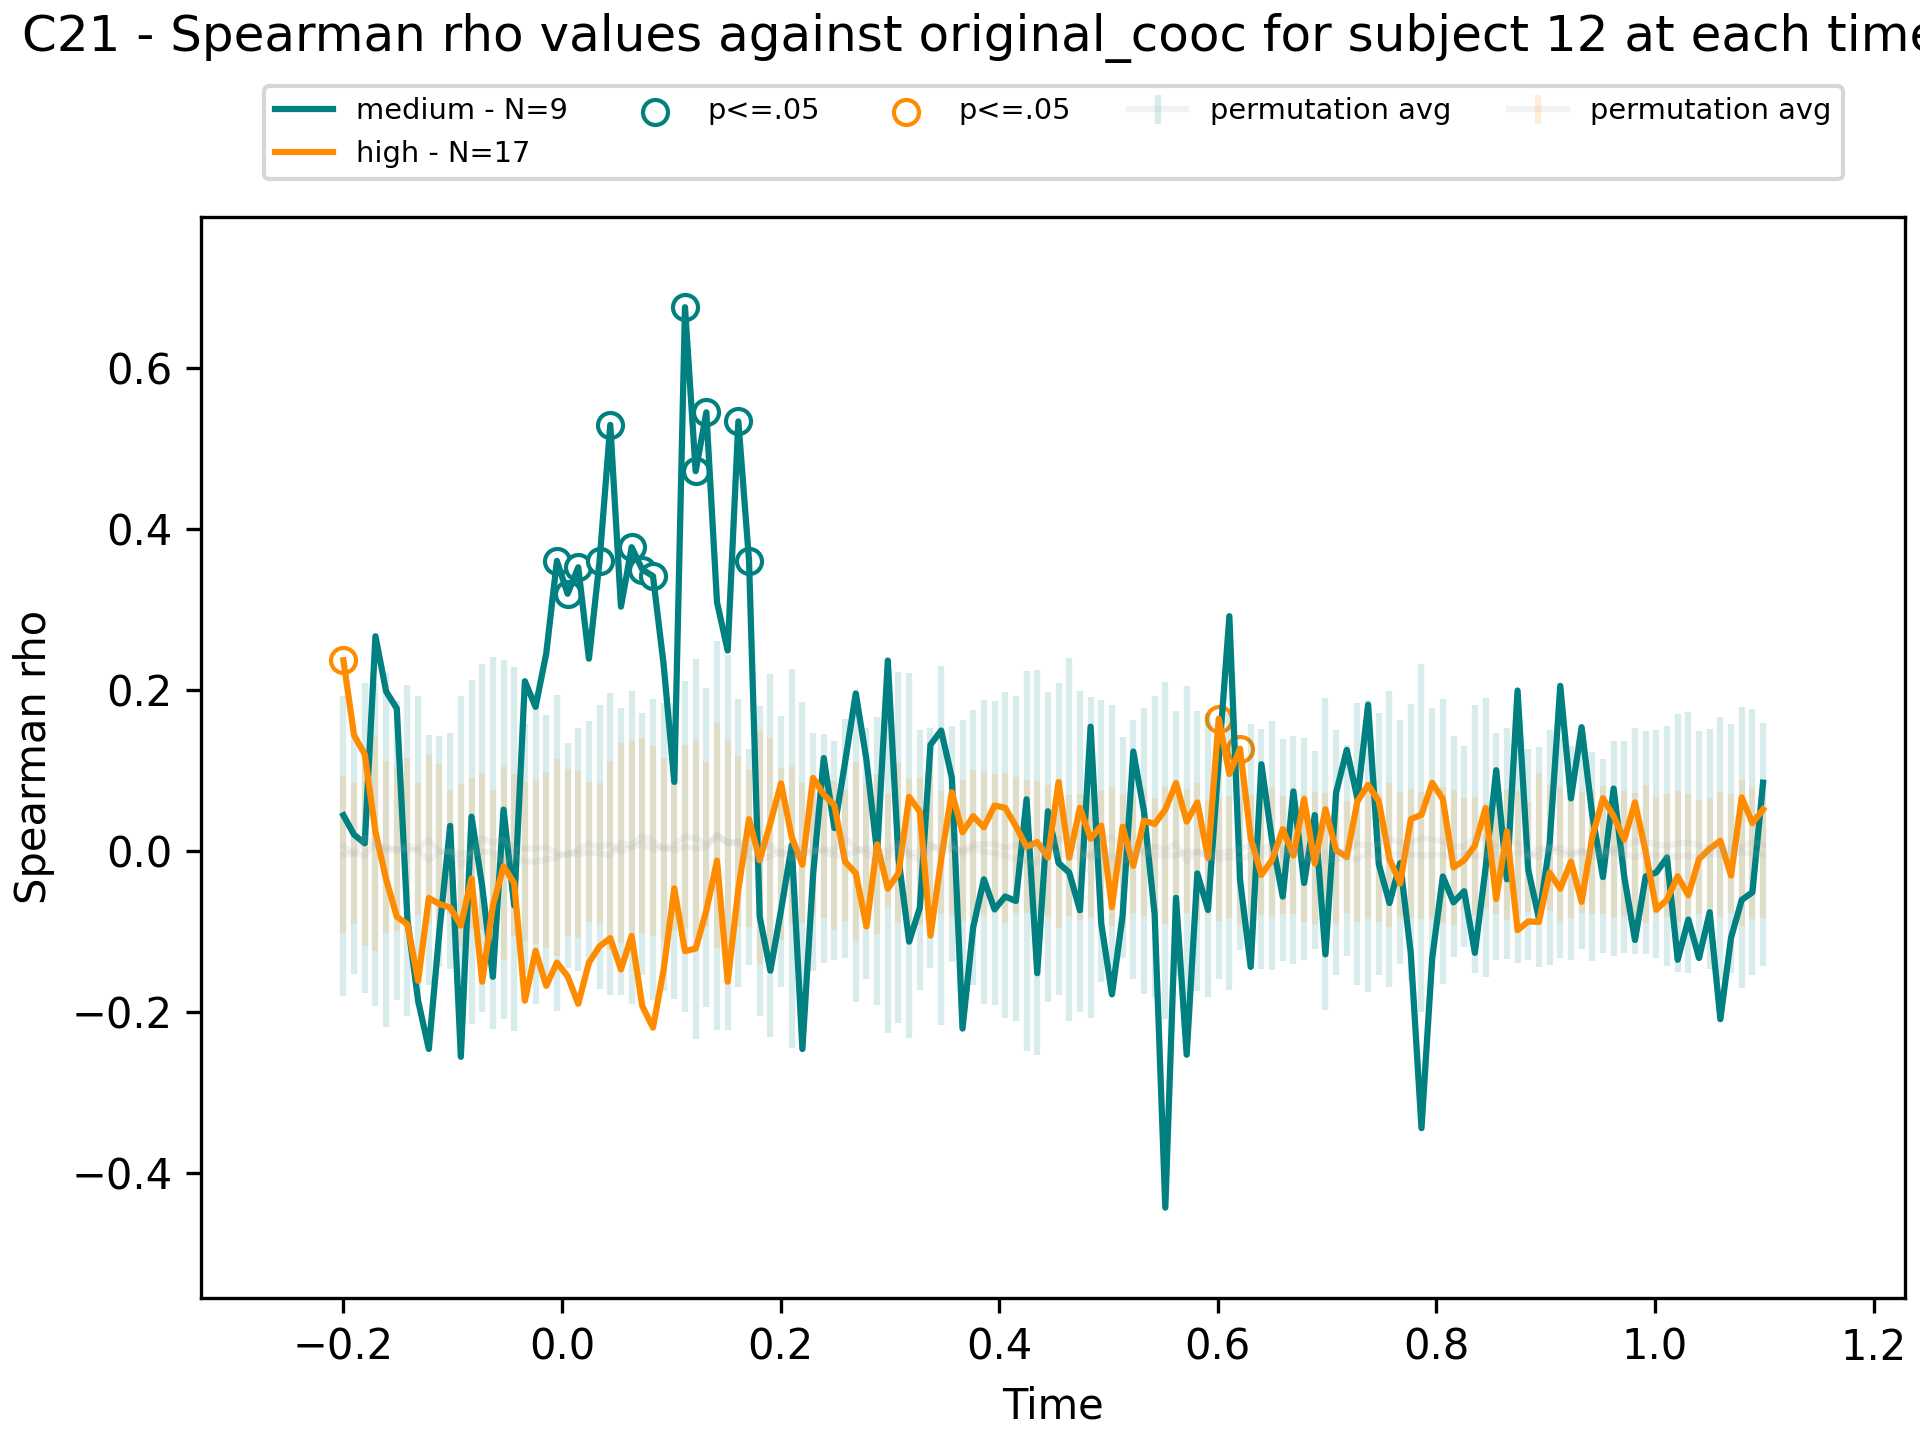 C21 - Spearman rho values against original_cooc for subject 12 at each time
medium - N=9
high - N=17
p<=.05
p<=.05
permutation avg
permutation avg
Spearman rho
0.6
0.4
0.2
0.0
−0.2
−0.4
−0.2 0.0 0.2 0.4 0.6 0.8 1.0 1.2
Time